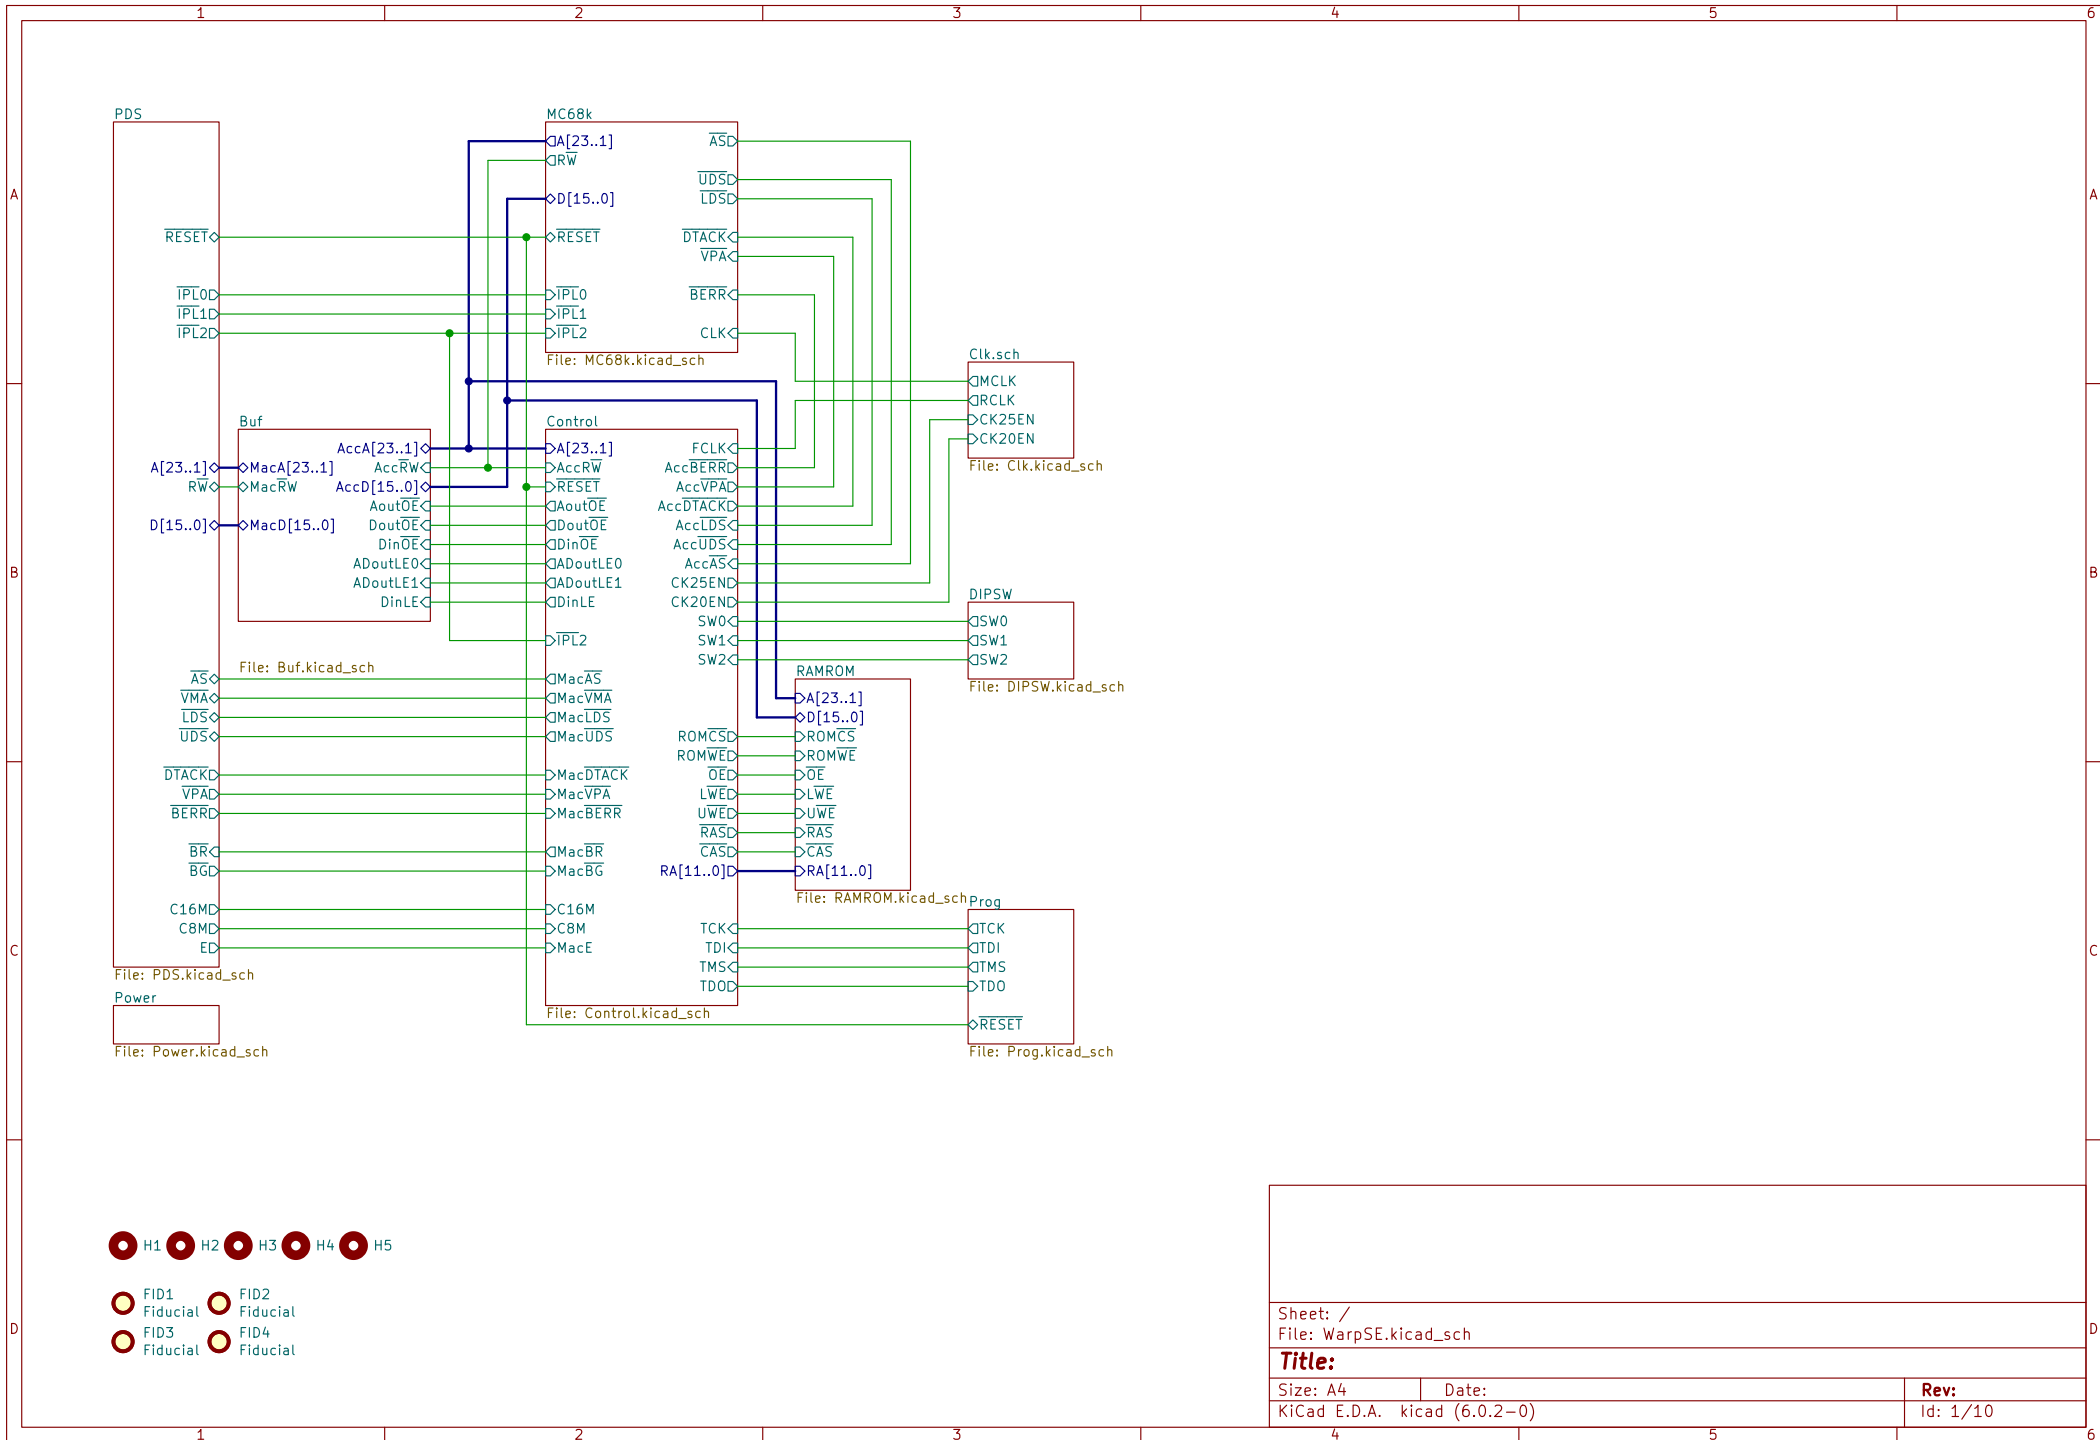 1 2 3 4 5 6
A A
B B
C C
D D
PDS
RESET
IPL0
IPL1
IPL2
A[23..1]
RW
D[15..0]
AS
VMA
LDS
UDS
DTACK
VPA
BERR
BR
BG
C16M
C8M
E
File: PDS.kicad_sch
Power
File: Power.kicad_sch
Buf
AccA[23..1]
MacA[23..1] AccRW
MacRW AccD[15..0]
AoutOE
MacD[15..0] DoutOE
DinOE
ADoutLE0
ADoutLE1
DinLE
File: Buf.kicad_sch
MC68k
A[23..1] AS
RW
UDS
D[15..0] LDS
RESET DTACK
VPA
IPL0 BERR
IPL1
IPL2 CLK
File: MC68k.kicad_sch
Control
A[23..1] FCLK
AccRW AccBERR
RESET AccVPA
AoutOE AccDTACK
DoutOE AccLDS
DinOE AccUDS
ADoutLE0 AccAS
ADoutLE1 CK25EN
DinLE CK20EN
SW0
IPL2 SW1
SW2
MacAS
MacVMA
MacLDS
MacUDS ROMCS
ROMWE
MacDTACK OE
MacVPA LWE
MacBERR UWE
RAS
MacBR CAS
MacBG RA[11..0]
C16M
C8M TCK
MacE TDI
TMS
TDO
File: Control.kicad_sch
Clk.sch
MCLK
RCLK
CK25EN
CK20EN
File: Clk.kicad_sch
DIPSW
SW0
SW1
SW2
File: DIPSW.kicad_sch
RAMROM
A[23..1]
D[15..0]
ROMCS
ROMWE
OE
LWE
UWE
RAS
CAS
RA[11..0]
File: RAMROM.kicad_sch
Prog
TCK
TDI
TMS
TDO
RESET
File: Prog.kicad_sch
H1 H2 H3 H4 H5
FID1 FID2
Fiducial Fiducial
FID3 FID4
Fiducial Fiducial
Sheet: /
File: WarpSE.kicad_sch
Title:
Size: A4 Date: Rev:
KiCad E.D.A. kicad (6.0.2-0) Id: 1/10
1 2 3 4 5 6